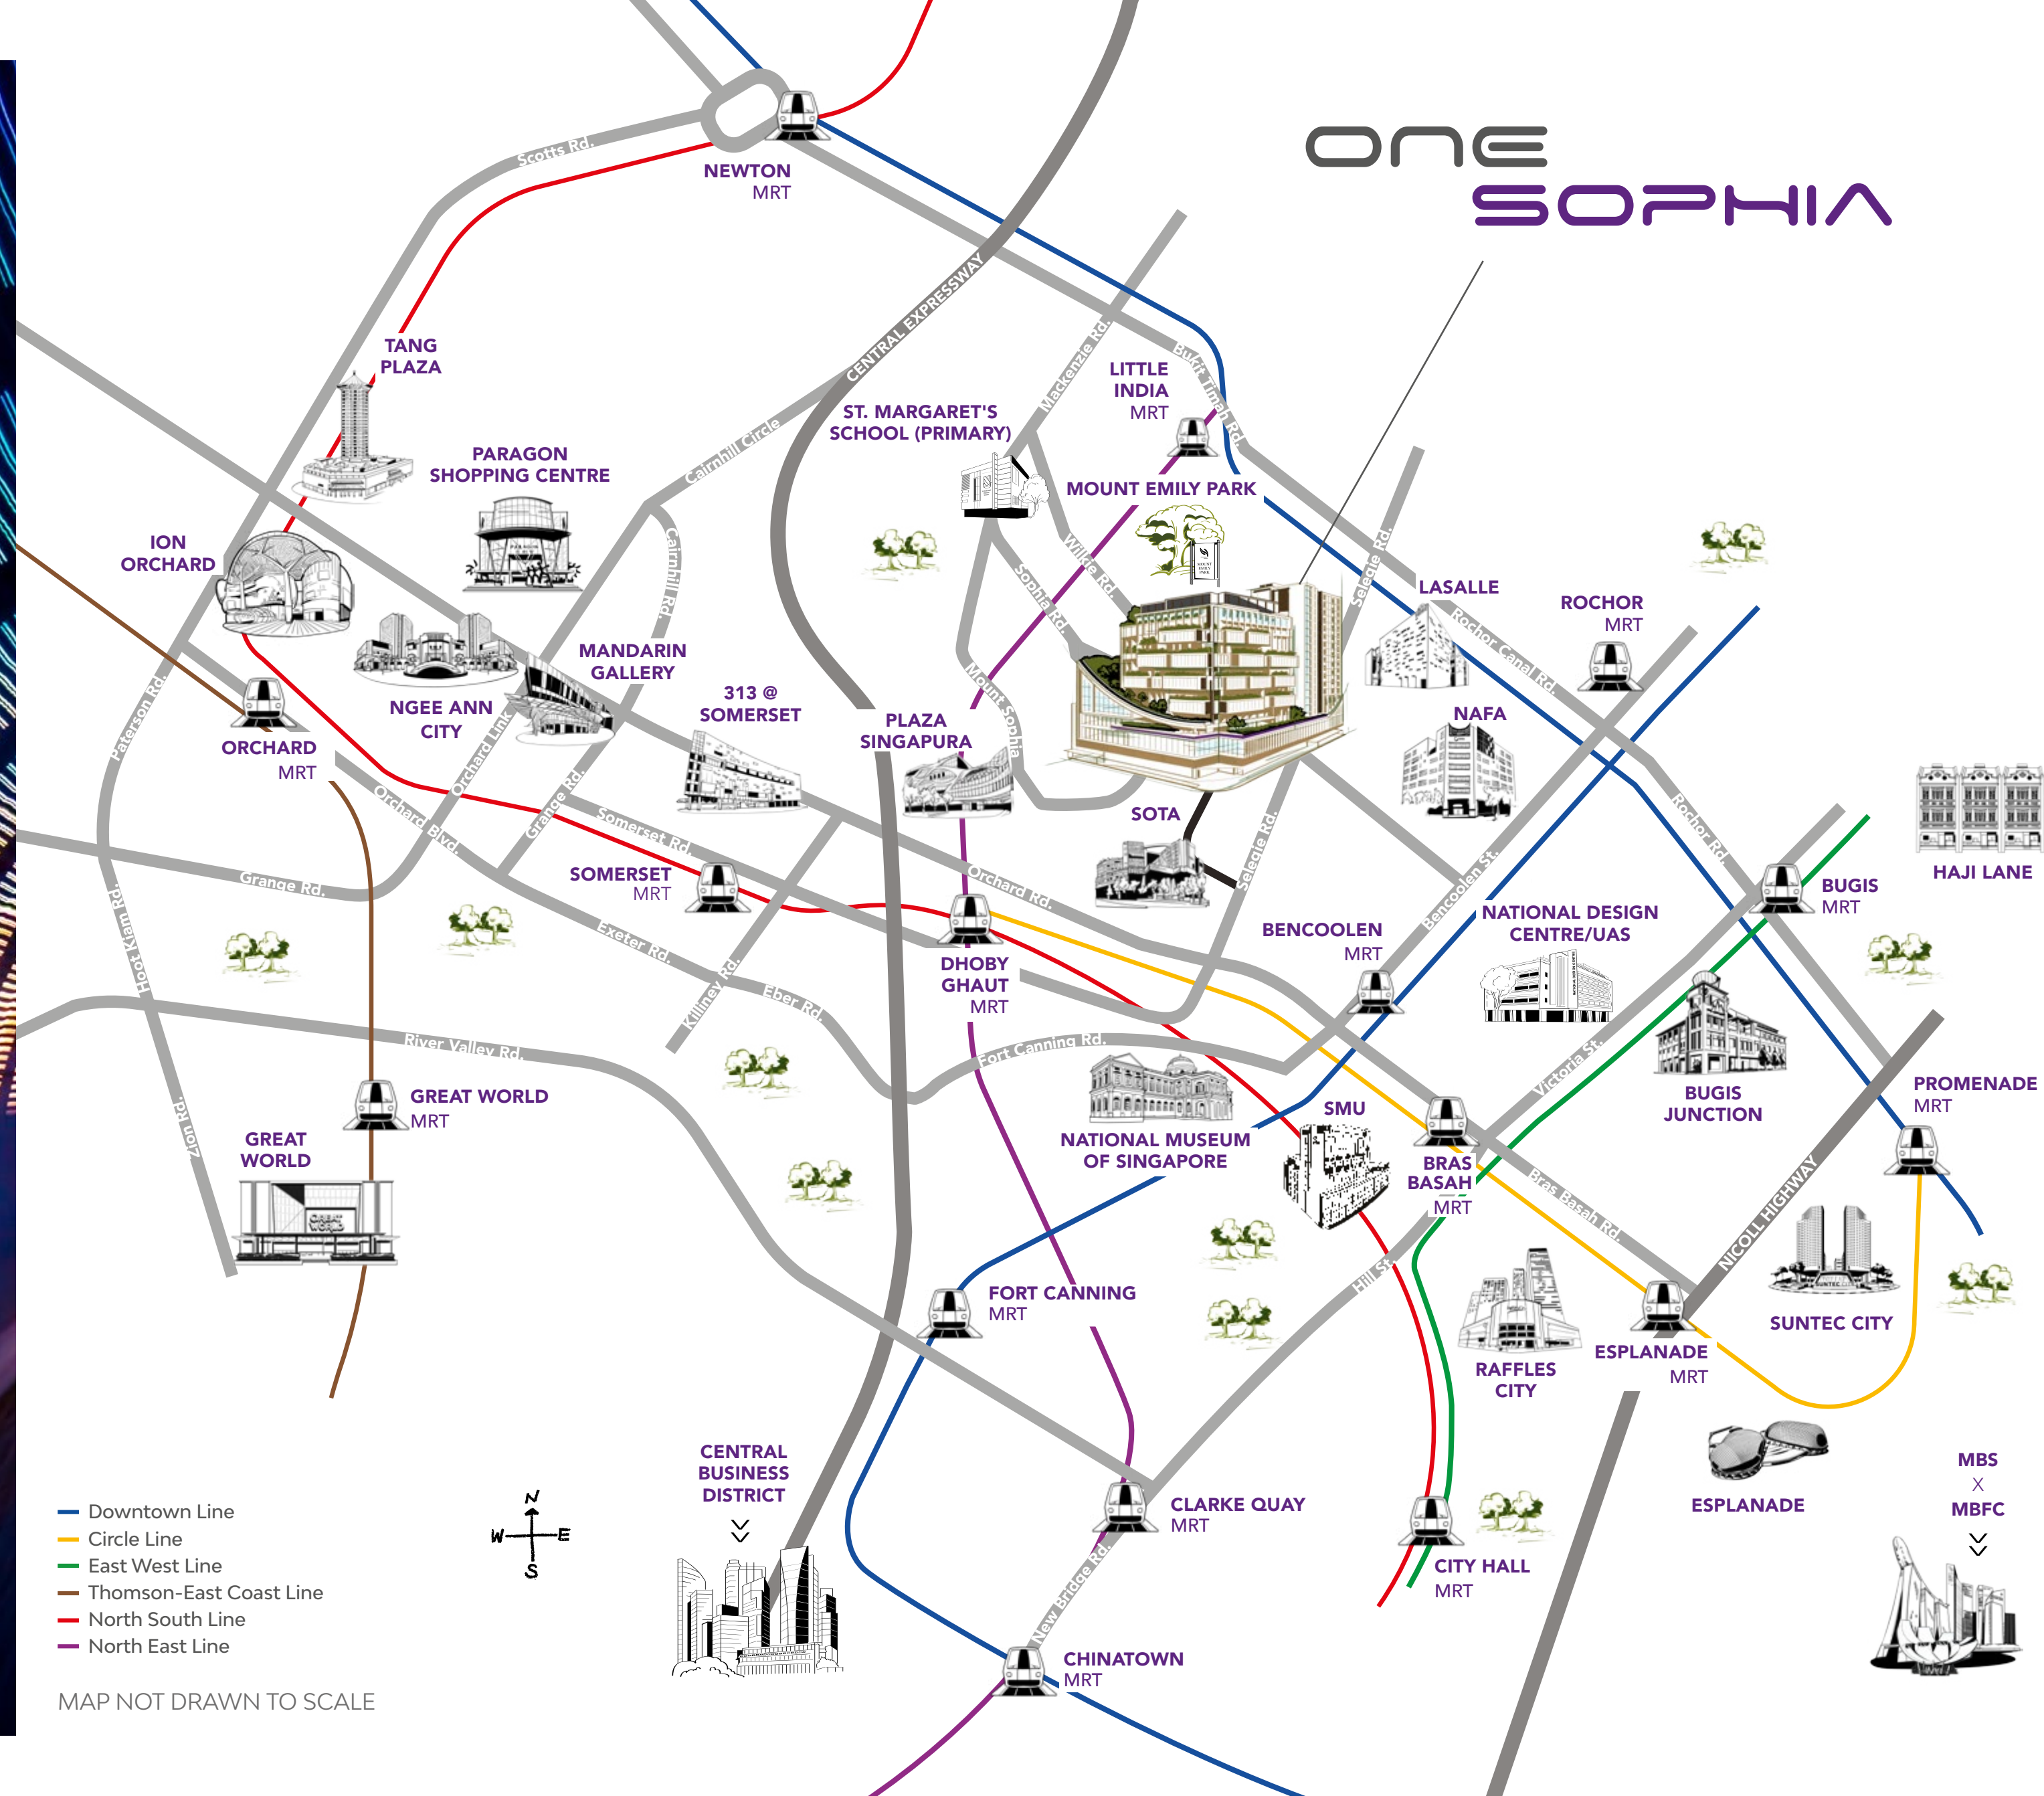 ONE
SOPHIA
NEWTON
MRT
Scotts Rd.
CENTRAL EXPRESSWAY
TANG
PLAZA
Mackenzie Rd.
Bukit Timah Rd.
LITTLE
INDIA
MRT
ST. MARGARET'S
SCHOOL (PRIMARY)
PARAGON
SHOPPING CENTRE
Cairnhill Circle
MOUNT EMILY PARK
MOUNT
EMILY
PARK
PARAGON
ION
ORCHARD
Cairnhill Rd.
Wilkie Rd.
Sophia Rd.
Selegie Rd.
LASALLE
ROCHOR
MRT
Rochor Canal Rd.
MANDARIN
GALLERY
313 @
SOMERSET
Paterson Rd.
NGEE ANN
CITY
Orchard Link
Mount Sophia
PLAZA
SINGAPURA
NAFA
ORCHARD
MRT
Orchard Blvd.
Grange Rd.
Somerset Rd.
SOTA
Selegie Rd.
Rochor Rd.
HAJI LANE
SOMERSET
MRT
Grange Rd.
Orchard Rd.
Bencoolen St.
BUGIS
MRT
Hoot Kiam Rd.
Exeter Rd.
Killiney Rd.
Eber Rd.
DHOBY
GHAUT
MRT
BENCOOLEN
MRT
NATIONAL DESIGN
CENTRE/UAS
River Valley Rd.
Fort Canning Rd.
Victoria St.
BUGIS
JUNCTION
PROMENADE
MRT
GREAT WORLD
MRT
Zion Rd.
GREAT
WORLD
GREAT
WORLD
NATIONAL MUSEUM
OF SINGAPORE
SMU
BRAS
BASAH
MRT
Bras Basah Rd.
NICOLL HIGHWAY
Hill St.
SUNTEC CITY
SUNTEC CITY
FORT CANNING
MRT
RAFFLES
CITY
ESPLANADE
MRT
ESPLANADE
CENTRAL
BUSINESS
DISTRICT
CLARKE QUAY
MRT
New Bridge Rd.
CITY HALL
MRT
MBS
X
MBFC
CHINATOWN
MRT
Downtown Line
Circle Line
East West Line
Thomson-East Coast Line
North South Line
North East Line
N
W E
S
MAP NOT DRAWN TO SCALE